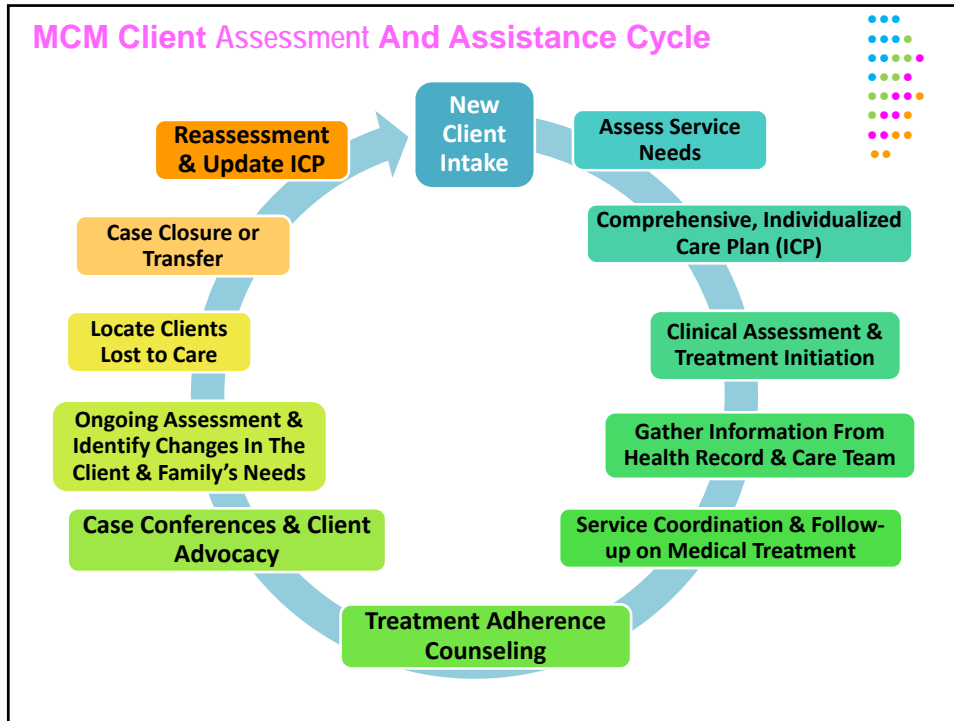 MCM Client Assessment And Assistance Cycle
New
Client
Intake
Assess Service
Needs
Comprehensive, Individualized
Care Plan (ICP)
Clinical Assessment &
Treatment Initiation
Gather Information From
Health Record & Care Team
Service Coordination & Follow-
up on Medical Treatment
Treatment Adherence
Counseling
Case Conferences & Client
Advocacy
Ongoing Assessment &
Identify Changes In The
Client & Family’s Needs
Locate Clients
Lost to Care
Case Closure or
Transfer
Reassessment
& Update ICP